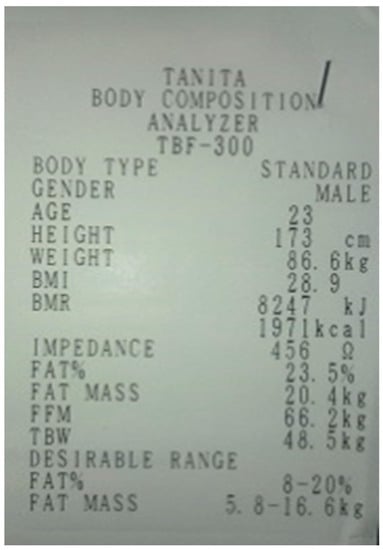 TANITA
BODY COMPOSITION
ANALYZER
TBF-300
BODY TYPE STANDARD
GENDER MALE
AGE 23
HEIGHT 173 cm
WEIGHT 86.6kg
BMI 28.9
BMR 8247 kJ
1971kcal
IMPEDANCE 456 Ω
FAT% 23.5%
FAT MASS 20.4kg
FFM 66.2kg
TBW 48.5kg
DESIRABLE RANGE
FAT% 8-20%
FAT MASS 5.8-16.6kg